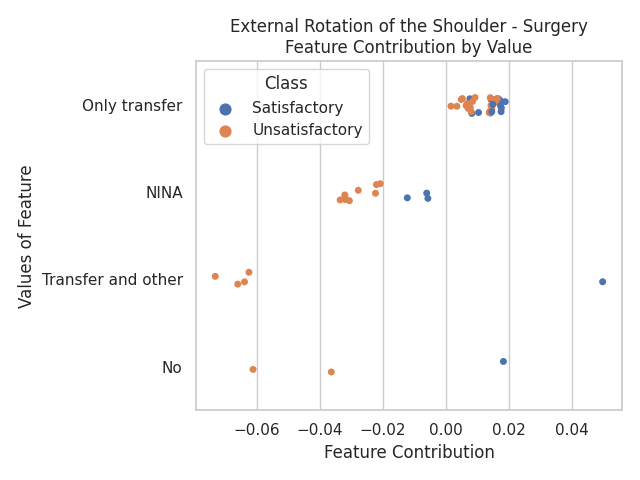 External Rotation of the Shoulder - Surgery
Feature Contribution by Value
Class
Satisfactory
Unsatisfactory
Values of Feature
Only transfer
NINA
Transfer and other
No
−0.06 −0.04 −0.02 0.00 0.02 0.04
Feature Contribution